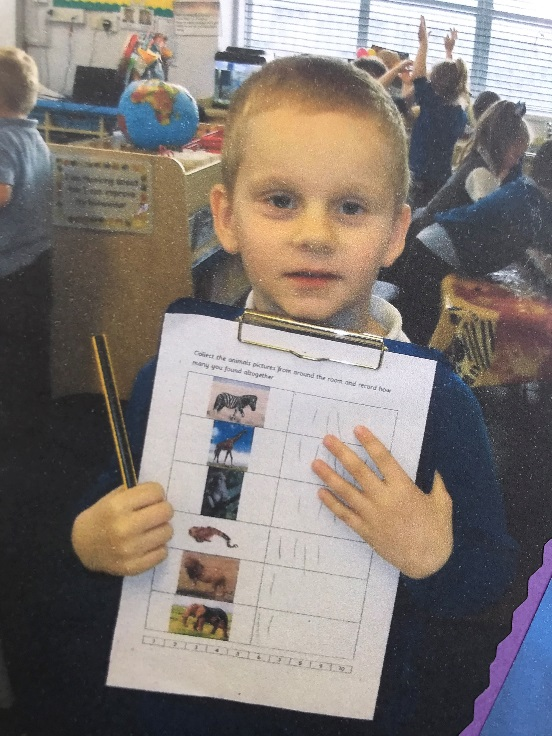 Collect the animals pictures from around the room and record how
many you found altogether
1 2 3 4 5 6 7 8 9 10